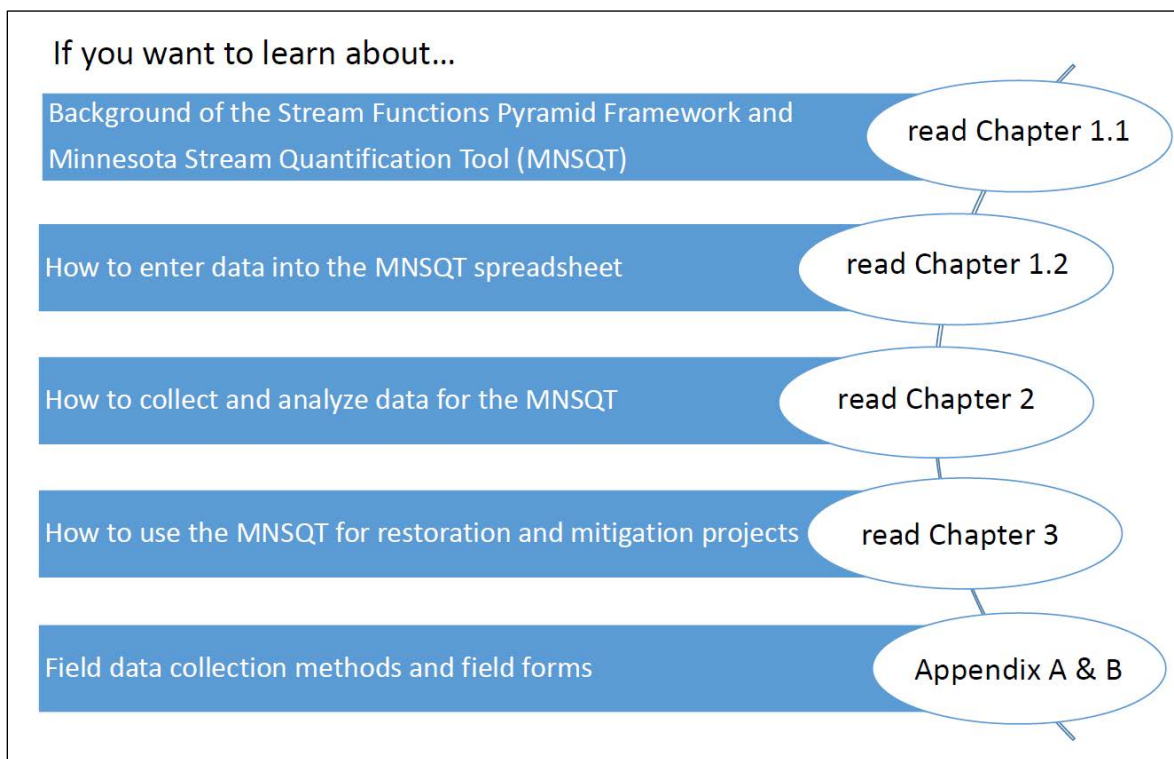 If you want to learn about...
Background of the Stream Functions Pyramid Framework and
Minnesota Stream Quantification Tool (MNSQT)
read Chapter 1.1
How to enter data into the MNSQT spreadsheet
read Chapter 1.2
How to collect and analyze data for the MNSQT
read Chapter 2
How to use the MNSQT for restoration and mitigation projects
read Chapter 3
Field data collection methods and field forms
Appendix A & B